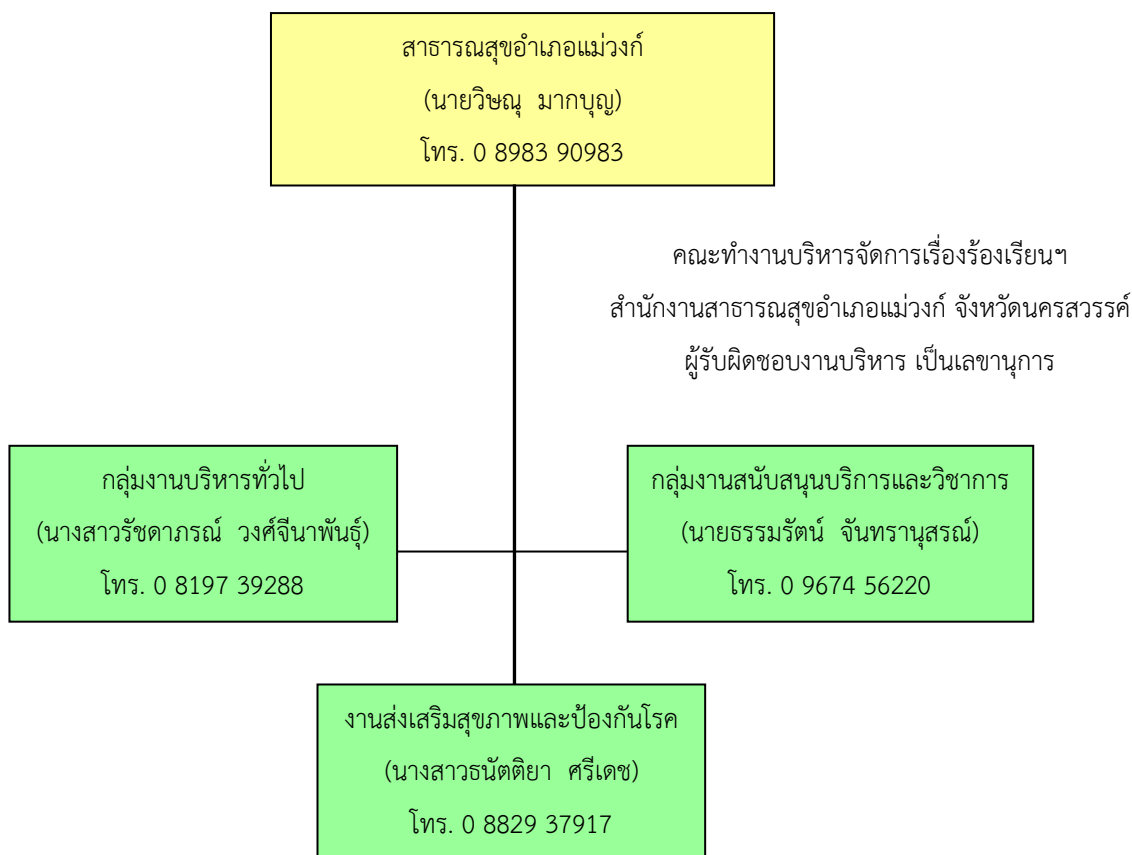 สาธารณสุขอำเภอแม่วงก์
(นายวิษณุ มากบุญ)
โทร. 0 8983 90983
คณะทำงานบริหารจัดการเรื่องร้องเรียนฯ
สำนักงานสาธารณสุขอำเภอแม่วงก์ จังหวัดนครสวรรค์
ผู้รับผิดชอบงานบริหาร เป็นเลขานุการ
กลุ่มงานบริหารทั่วไป
(นางสาวรัชดาภรณ์ วงศ์จีนาพันธุ์)
โทร. 0 8197 39288
กลุ่มงานสนับสนุนบริการและวิชาการ
(นายธรรมรัตน์ จันทรานุสรณ์)
โทร. 0 9674 56220
งานส่งเสริมสุขภาพและป้องกันโรค
(นางสาวธนัตติยา ศรีเดช)
โทร. 0 8829 37917